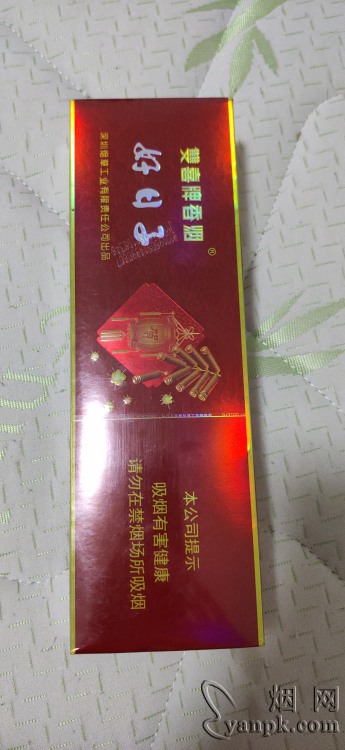 雙喜牌香烟®
好日子
深圳烟草工业有限责任公司出品
本公司提示
吸烟有害健康
请勿在禁烟场所吸烟
烟网
yanpk.com